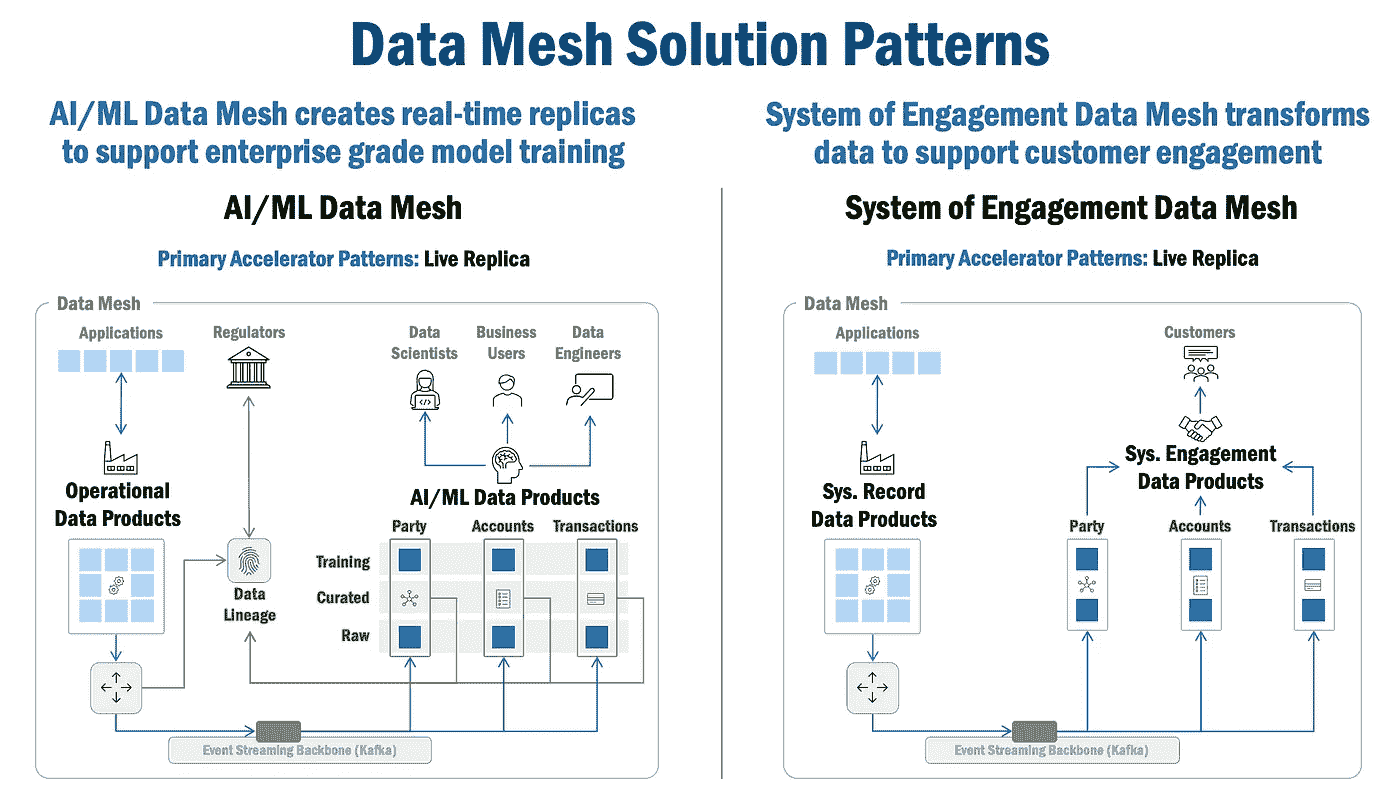 Data Mesh Solution Patterns
AI/ML Data Mesh creates real-time replicas
to support enterprise grade model training
AI/ML Data Mesh
Primary Accelerator Patterns: Live Replica
Data Mesh
Applications
Regulators
Data
Scientists
Business
Users
Data
Engineers
Operational
Data Products
AI/ML Data Products
Party
Accounts
Transactions
Training
Curated
Raw
Data
Lineage
Event Streaming Backbone (Kafka)
System of Engagement Data Mesh transforms
data to support customer engagement
System of Engagement Data Mesh
Primary Accelerator Patterns: Live Replica
Data Mesh
Applications
Customers
Sys. Engagement
Data Products
Sys. Record
Data Products
Party
Accounts
Transactions
Event Streaming Backbone (Kafka)